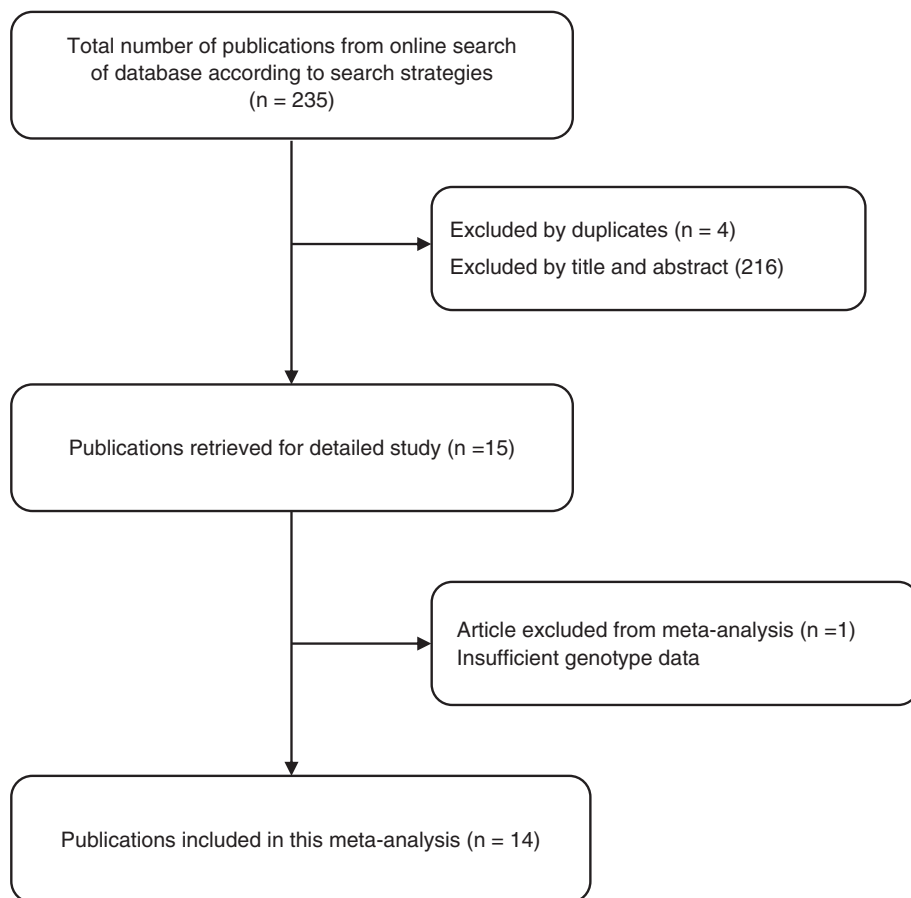 Total number of publications from online search
of database according to search strategies
(n = 235)
Excluded by duplicates (n = 4)
Excluded by title and abstract (216)
Publications retrieved for detailed study (n =15)
Article excluded from meta-analysis (n =1)
Insufficient genotype data
Publications included in this meta-analysis (n = 14)